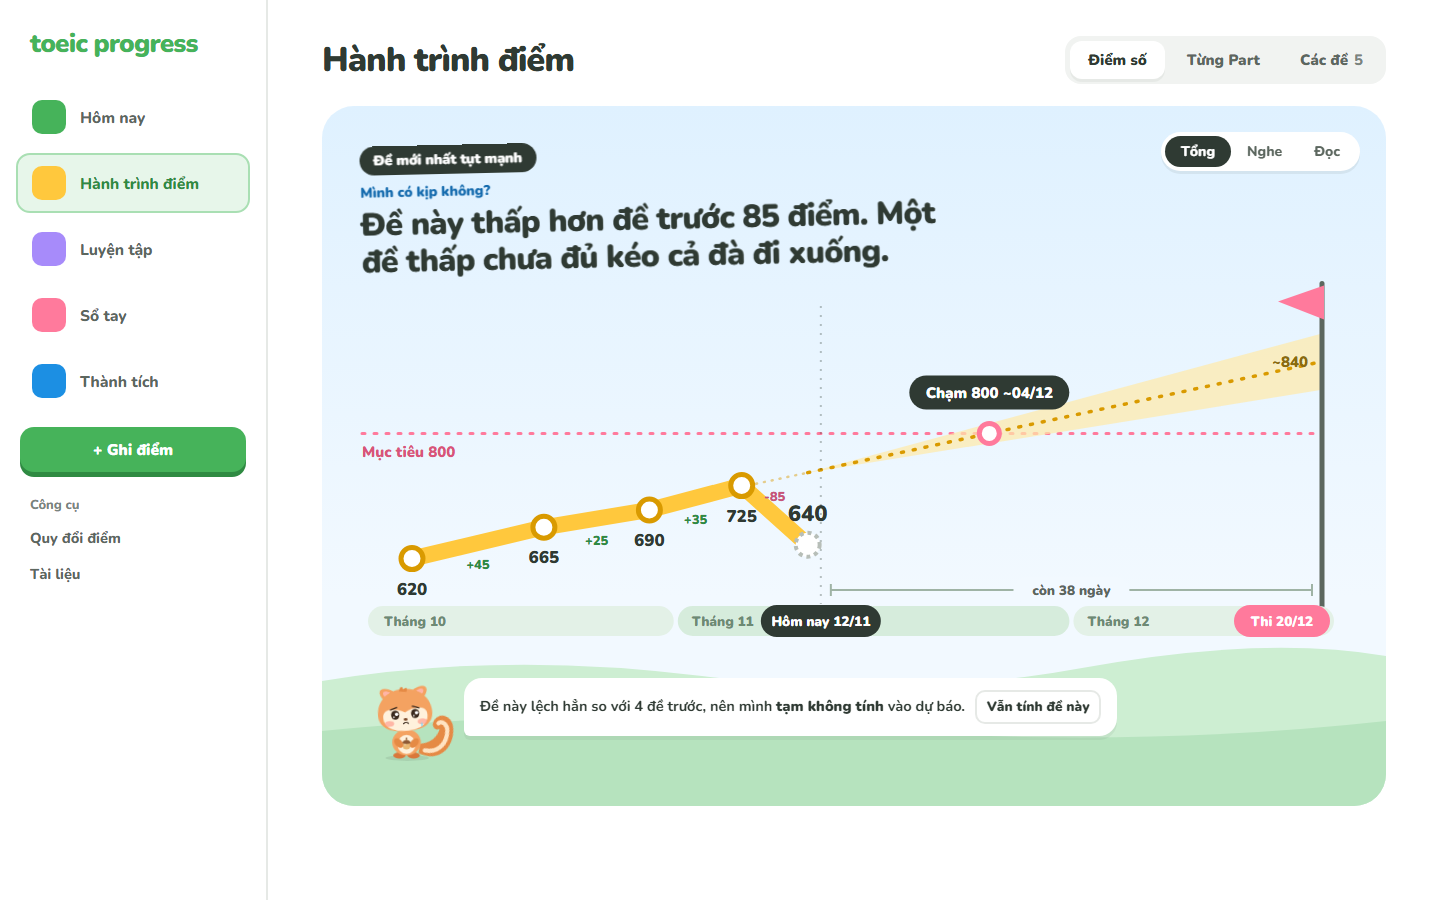 toeic progress
Hôm nay
Hành trình điểm
Luyện tập
Sổ tay
Thành tích
+ Ghi điểm
Công cụ
Quy đổi điểm
Tài liệu
Hành trình điểm
Điểm số
Từng Part
Các đề 5
Tổng
Nghe
Đọc
Đề mới nhất tụt mạnh
Mình có kịp không?
Đề này thấp hơn đề trước 85 điểm. Một
đề thấp chưa đủ kéo cả đà đi xuống.
~840
Chạm 800 ~04/12
Mục tiêu 800
620
+45
665
+25
690
+35
725
-85
640
còn 38 ngày
Tháng 10
Tháng 11
Hôm nay 12/11
Tháng 12
Thi 20/12
Đề này lệch hẳn so với 4 đề trước, nên mình tạm không tính vào dự báo.
Vẫn tính đề này